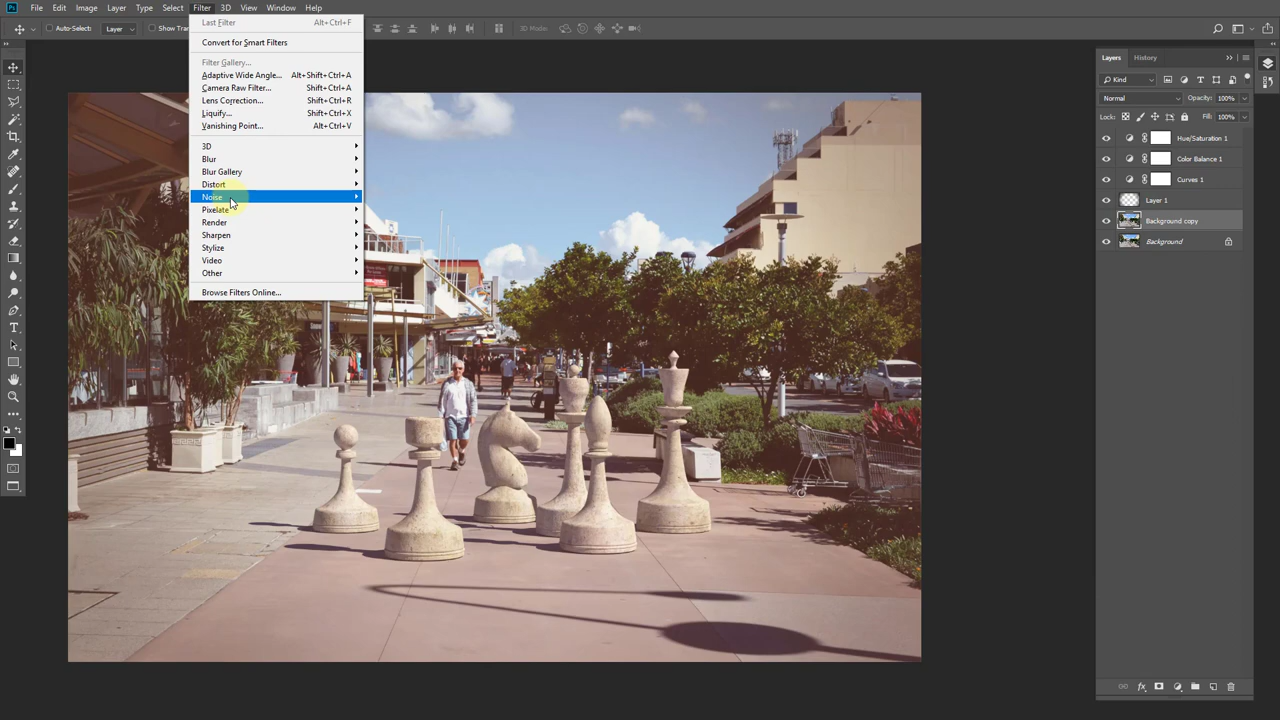 Ps File Edit Image Layer Type Select Filter 3D View Window Help
Auto-Select: Layer Show Tra 3D Mode:
Last Filter Alt+Ctrl+F
Convert for Smart Filters
Filter Gallery...
Adaptive Wide Angle... Alt+Shift+Ctrl+A
Camera Raw Filter... Shift+Ctrl+A
Lens Correction... Shift+Ctrl+R
Liquify... Shift+Ctrl+X
Vanishing Point... Alt+Ctrl+V
3D
Blur
Blur Gallery
Distort
Noise
Pixelate
Render
Sharpen
Stylize
Video
Other
Browse Filters Online...
Layers History
Kind
Normal Opacity: 100%
Lock: Fill: 100%
Hue/Saturation 1
Color Balance 1
Curves 1
Layer 1
Background copy
Background